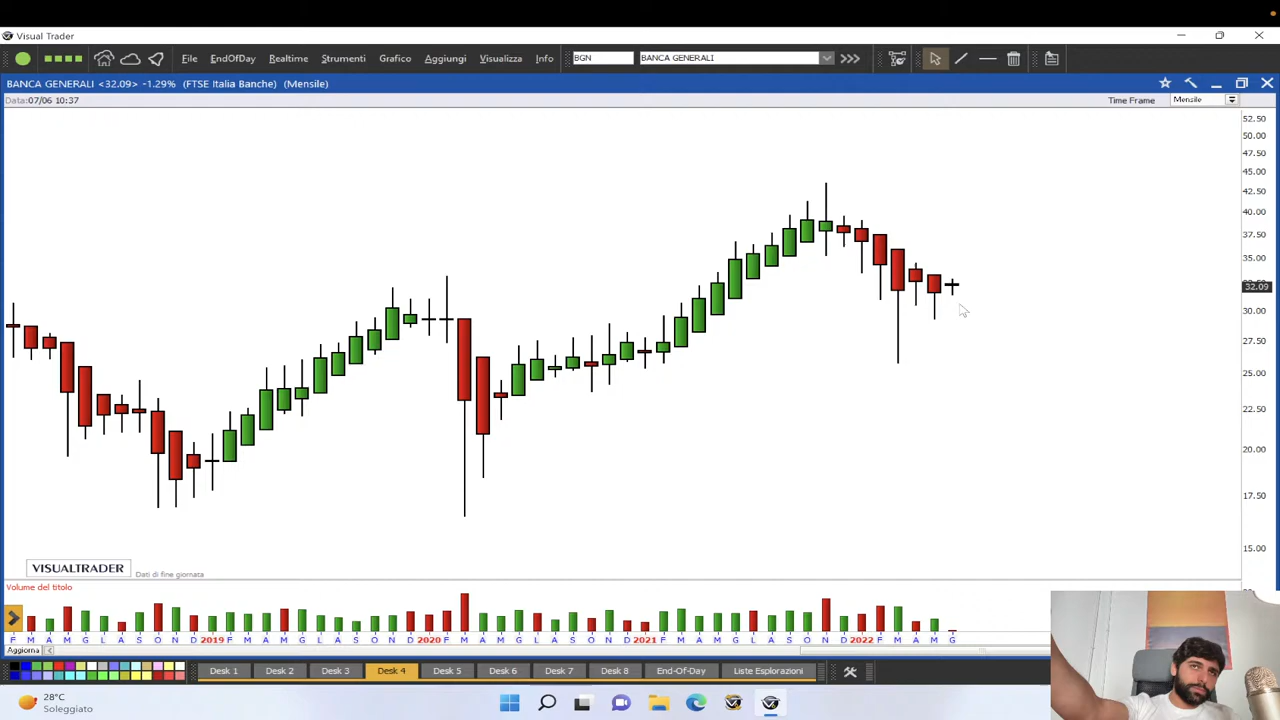 Visual Trader
File EndOfDay Realtime Strumenti Grafico Aggiungi Visualizza Info BGN BANCA GENERALI
BANCA GENERALI <32.09> -1.29% (FTSE Italia Banche) (Mensile)
Data:07/06 10:37 Time Frame Mensile
52.50
50.00
47.50
45.00
42.50
40.00
37.50
35.00
32.09
30.00
27.50
25.00
22.50
20.00
17.50
15.00
VISUALTRADER Dati di fine giornata
Volume del titolo
F M A M G L A S O N D 2019 F M A M G L A S O N D 2020 F M A M G L A S O N D 2021 F M A M G L A S O N D 2022 F M A M G
Aggiorna
Desk 1 Desk 2 Desk 3 Desk 4 Desk 5 Desk 6 Desk 7 Desk 8 End-Of-Day Liste Esplorazioni
28°C
Soleggiato